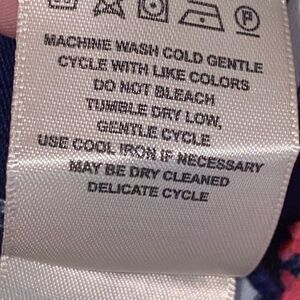 MACHINE WASH COLD GENTLE
CYCLE WITH LIKE COLORS
DO NOT BLEACH
TUMBLE DRY LOW,
GENTLE CYCLE
USE COOL IRON IF NECESSARY
MAY BE DRY CLEANED
DELICATE CYCLE